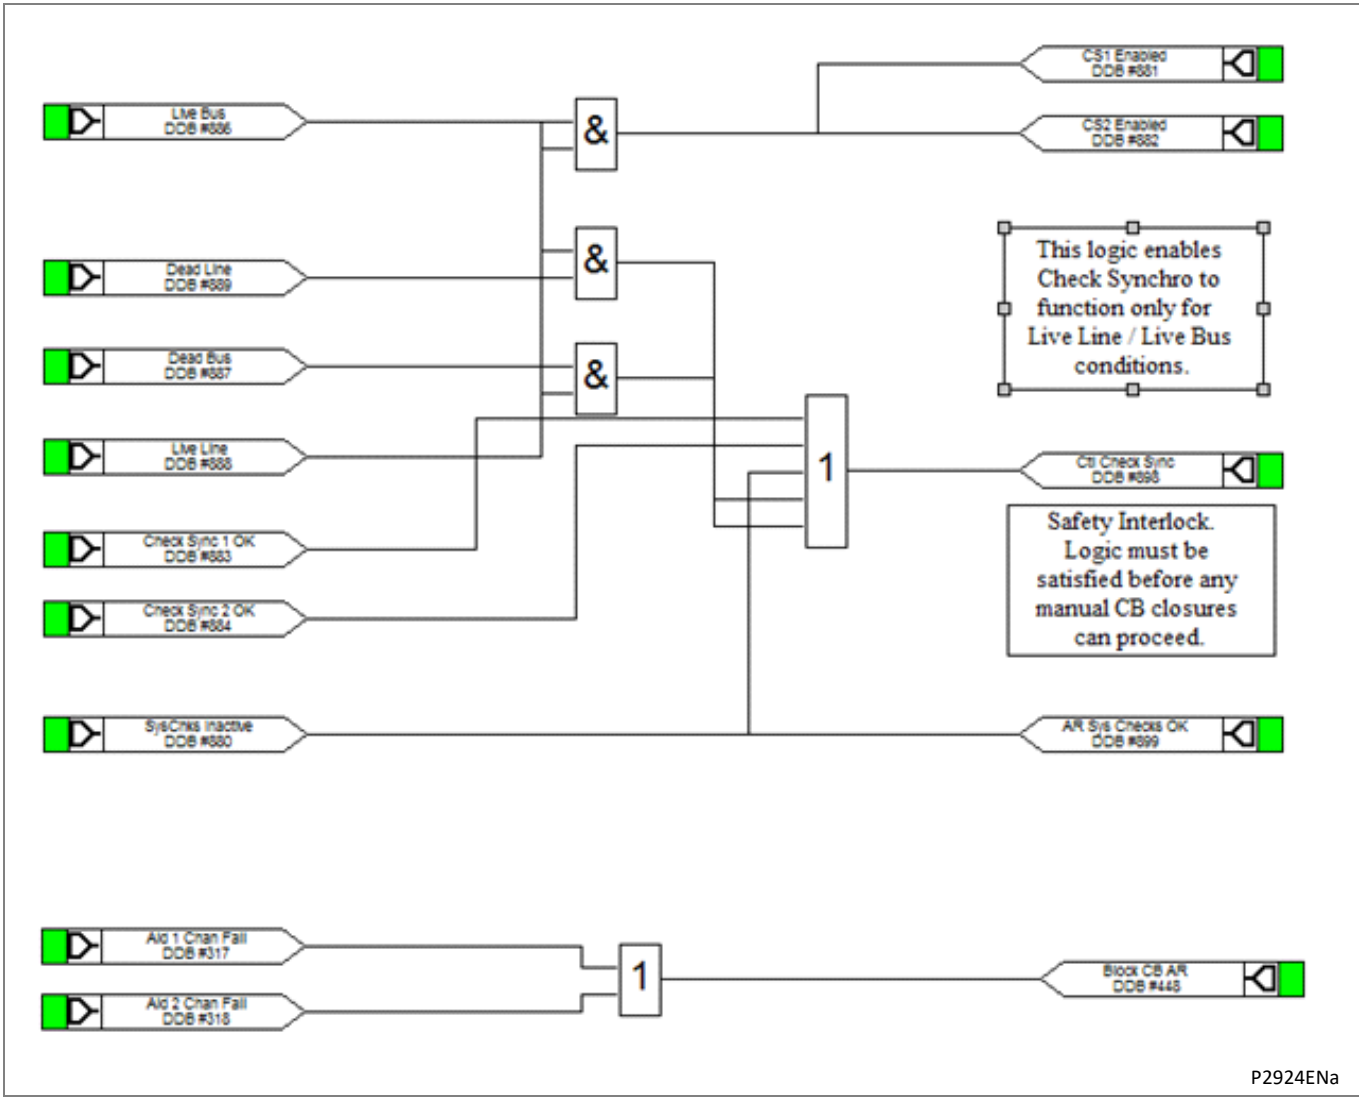 CS1 Enabled
DDB #881
Live Bus
DDB #886
&
CS2 Enabled
DDB #882
This logic enables
Check Synchro to
function only for
Live Line / Live Bus
conditions.
Dead Line
DDB #889
&
Dead Bus
DDB #887
&
Live Line
DDB #888
1
Ctl Check Sync
DDB #898
Safety Interlock.
Logic must be
satisfied before any
manual CB closures
can proceed.
Check Sync 1 OK
DDB #883
Check Sync 2 OK
DDB #884
SysChks Inactive
DDB #880
AR Sys Checks OK
DDB #899
Aid 1 Chan Fail
DDB #317
Aid 2 Chan Fail
DDB #318
1
Block CB AR
DDB #448
P2924ENa